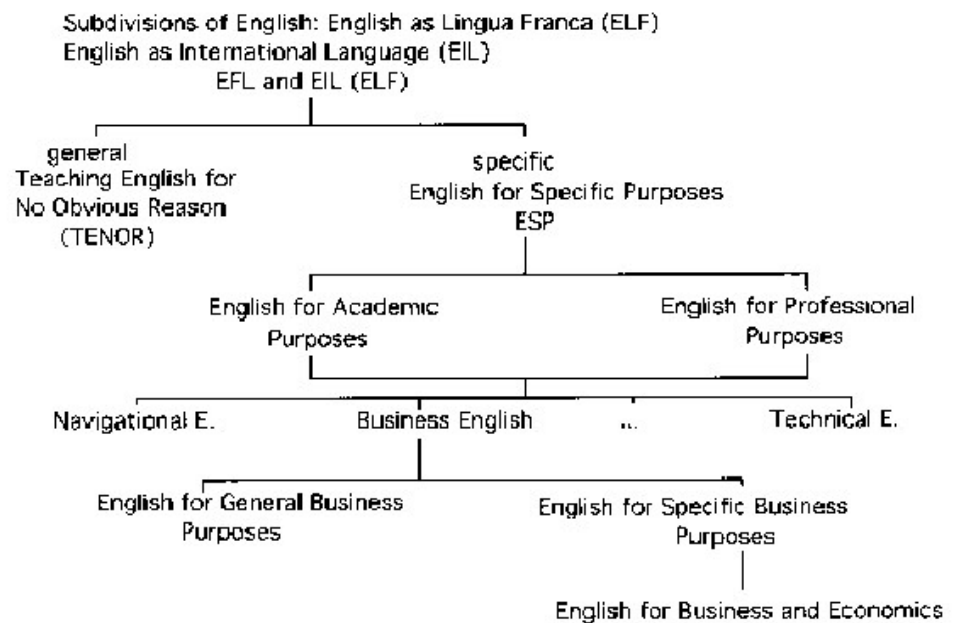 Subdivisions of English: English as Lingua Franca (ELF)
English as International Language (EIL)
EFL and EIL (ELF)
general
Teaching English for
No Obvious Reason
(TENOR)
specific
English for Specific Purposes
ESP
English for Academic
Purposes
English for Professional
Purposes
Navigational E.
Business English
...
Technical E.
English for General Business
Purposes
English for Specific Business
Purposes
English for Business and Economics